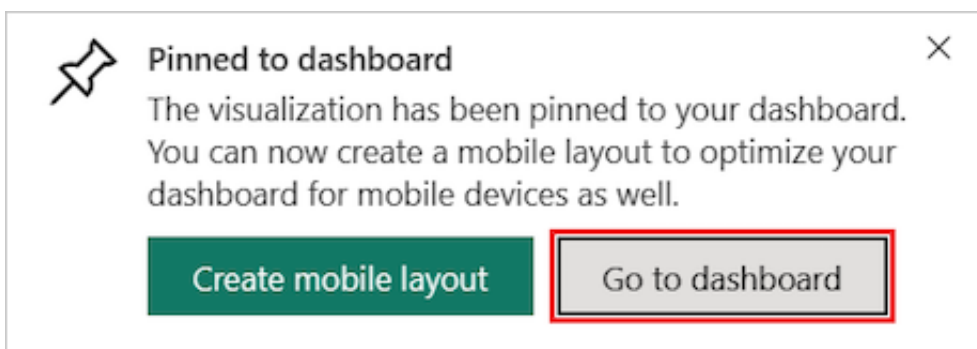 Pinned to dashboard
The visualization has been pinned to your dashboard.
You can now create a mobile layout to optimize your
dashboard for mobile devices as well.
Create mobile layout
Go to dashboard